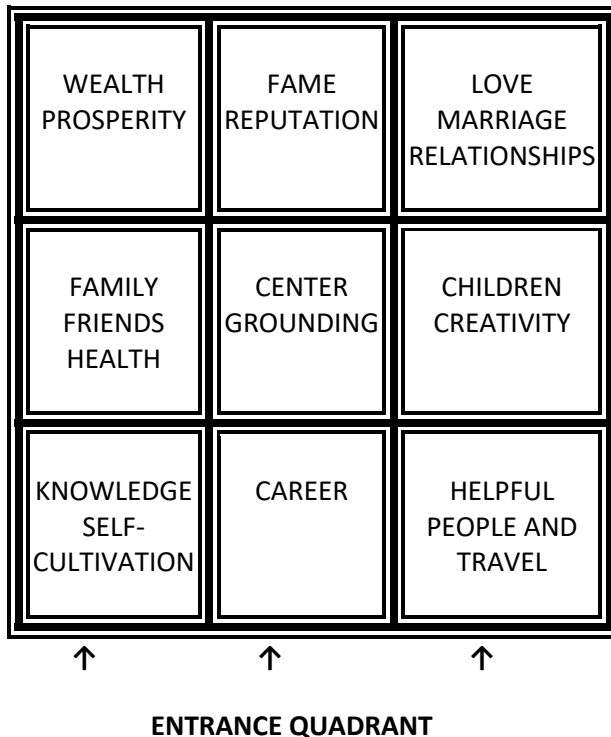 WEALTH
PROSPERITY
FAME
REPUTATION
LOVE
MARRIAGE
RELATIONSHIPS
FAMILY
FRIENDS
HEALTH
CENTER
GROUNDING
CHILDREN
CREATIVITY
KNOWLEDGE
SELF-
CULTIVATION
CAREER
HELPFUL
PEOPLE AND
TRAVEL
↑ ↑ ↑
ENTRANCE QUADRANT